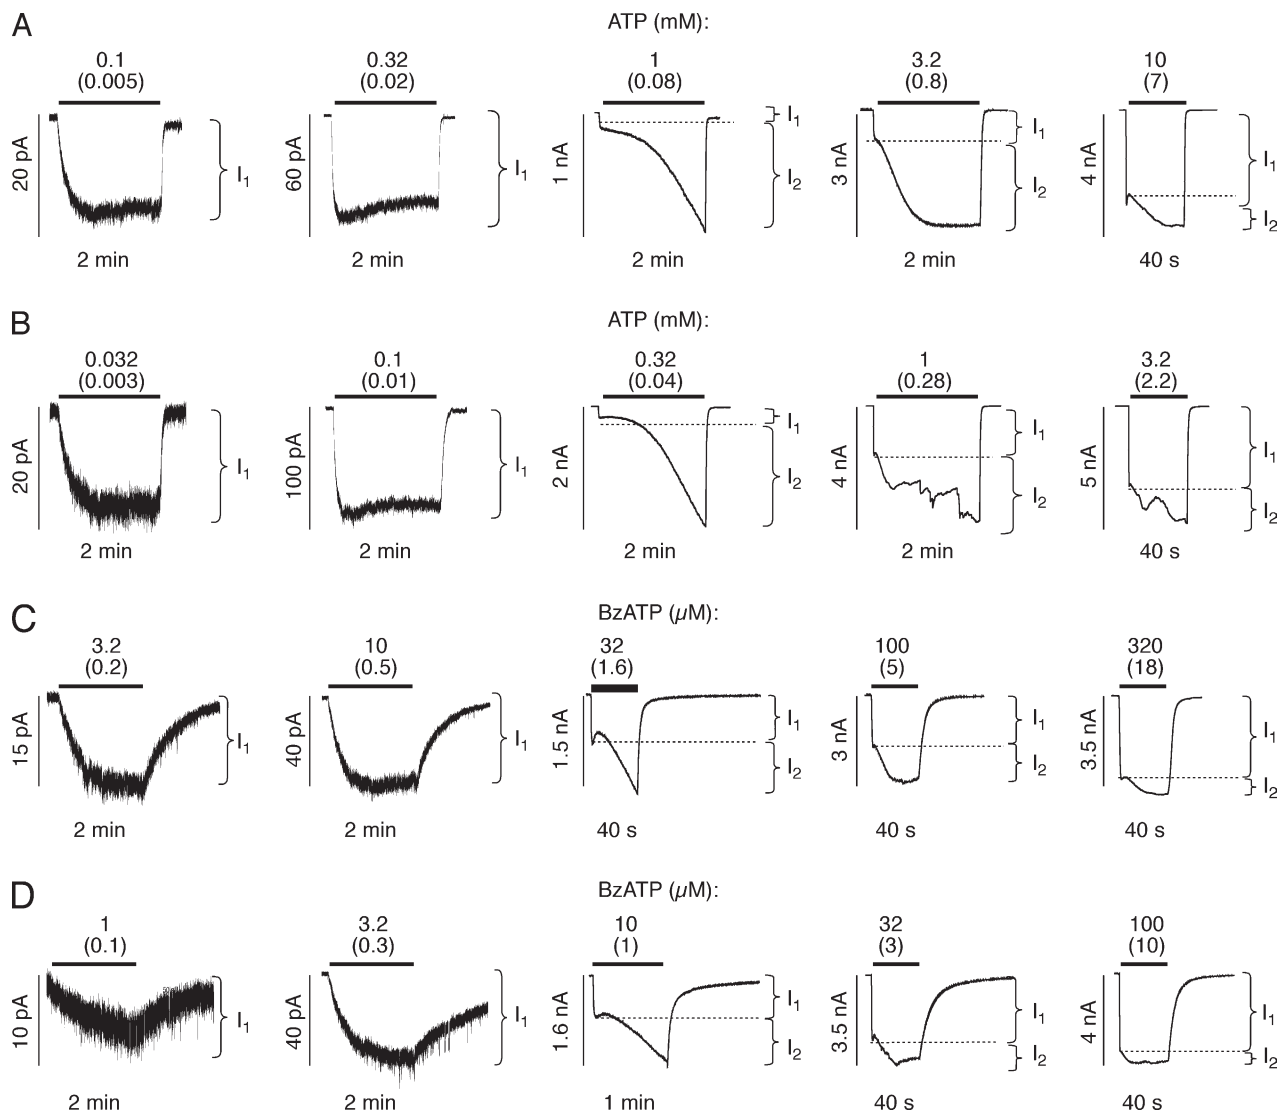 A
ATP (mM):
0.1 0.32 1 3.2 10
(0.005) (0.02) (0.08) (0.8) (7)
20 pA I1 60 pA I1 1 nA I1 I2 3 nA I1 I2 4 nA I1 I2
2 min 2 min 2 min 2 min 40 s
B
ATP (mM):
0.032 0.1 0.32 1 3.2
(0.003) (0.01) (0.04) (0.28) (2.2)
20 pA I1 100 pA I1 2 nA I1 I2 4 nA I1 I2 5 nA I1 I2
2 min 2 min 2 min 2 min 40 s
C
BzATP (µM):
3.2 10 32 100 320
(0.2) (0.5) (1.6) (5) (18)
15 pA I1 40 pA I1 1.5 nA I1 I2 3 nA I1 I2 3.5 nA I1 I2
2 min 2 min 40 s 40 s 40 s
D
BzATP (µM):
1 3.2 10 32 100
(0.1) (0.3) (1) (3) (10)
10 pA I1 40 pA I1 1.6 nA I1 I2 3.5 nA I1 I2 4 nA I1 I2
2 min 2 min 1 min 40 s 40 s